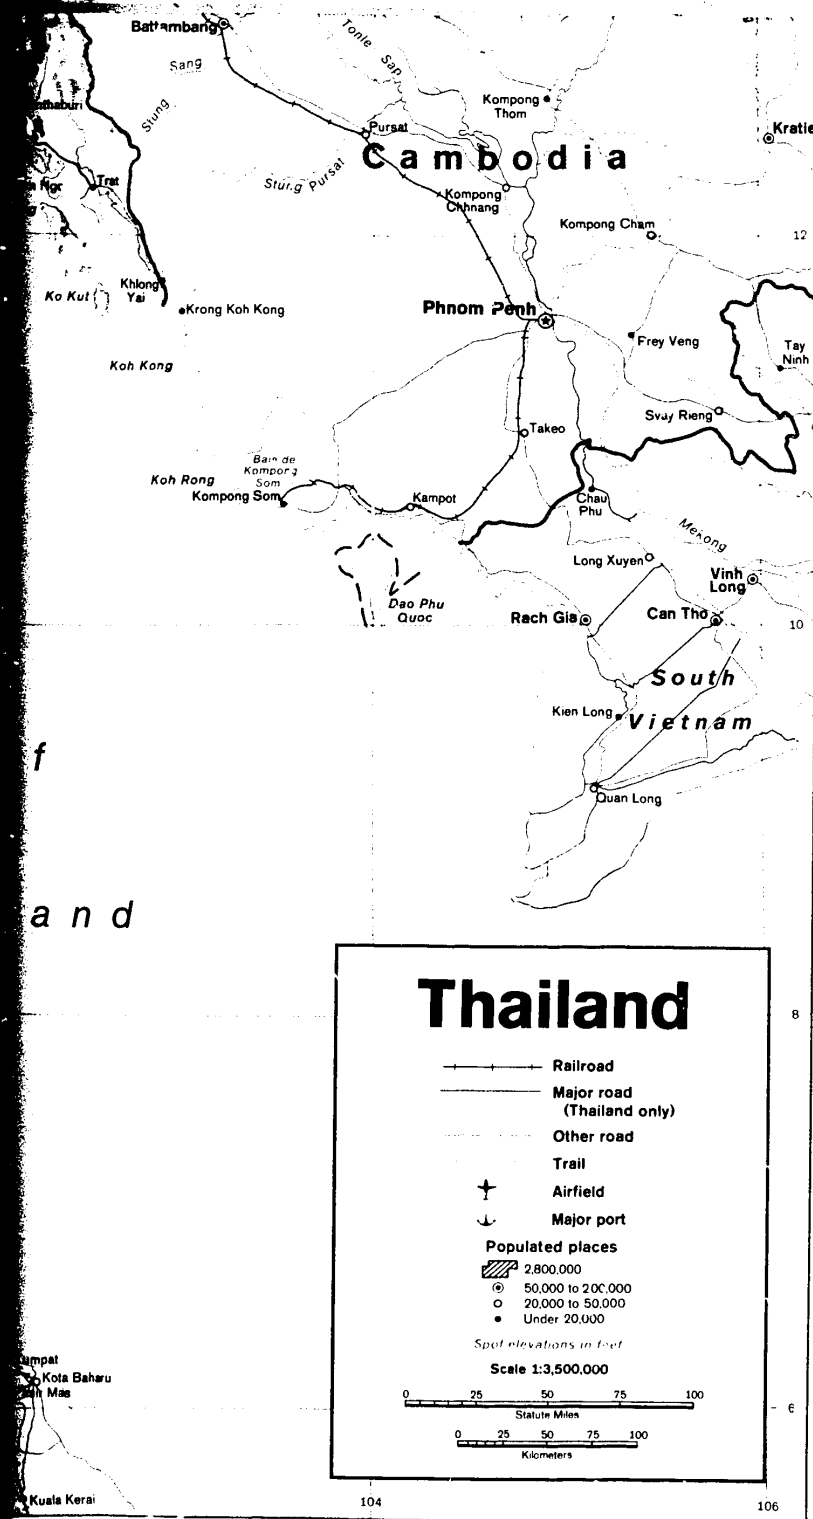 Battambang
Tonle Sap
Sang
Stung
Kompong
Thom
Pursat
Kratie
Cambodia
Stung Pursat
Trat
Kompong
Chhnang
Kompong Cham
12
Khlong
Yai
Ko Kut
Krong Koh Kong
Phnom Penh
Frey Veng
Tay
Ninh
Koh Kong
Svay Rieng
Takeo
Kompong
Som
Koh Rong
Kompong Som
Kampot
Chau
Phu
Mekong
Long Xuyen
Vinh
Long
Dao Phu
Quoc
Rach Gia
Can Tho
10
South
Vietnam
Kien Long
f
Quan Long
and
Thailand
8
Railroad
Major road
(Thailand only)
Other road
Trail
Airfield
Major port
Populated places
2,800,000
50,000 to 200,000
20,000 to 50,000
Under 20,000
Spot elevations in feet
Scale 1:3,500,000
umpat
Kota Baharu
Mas
0 25 50 75 100
Statute Miles
6
0 25 50 75 100
Kilometers
Kuala Kerai
104
106